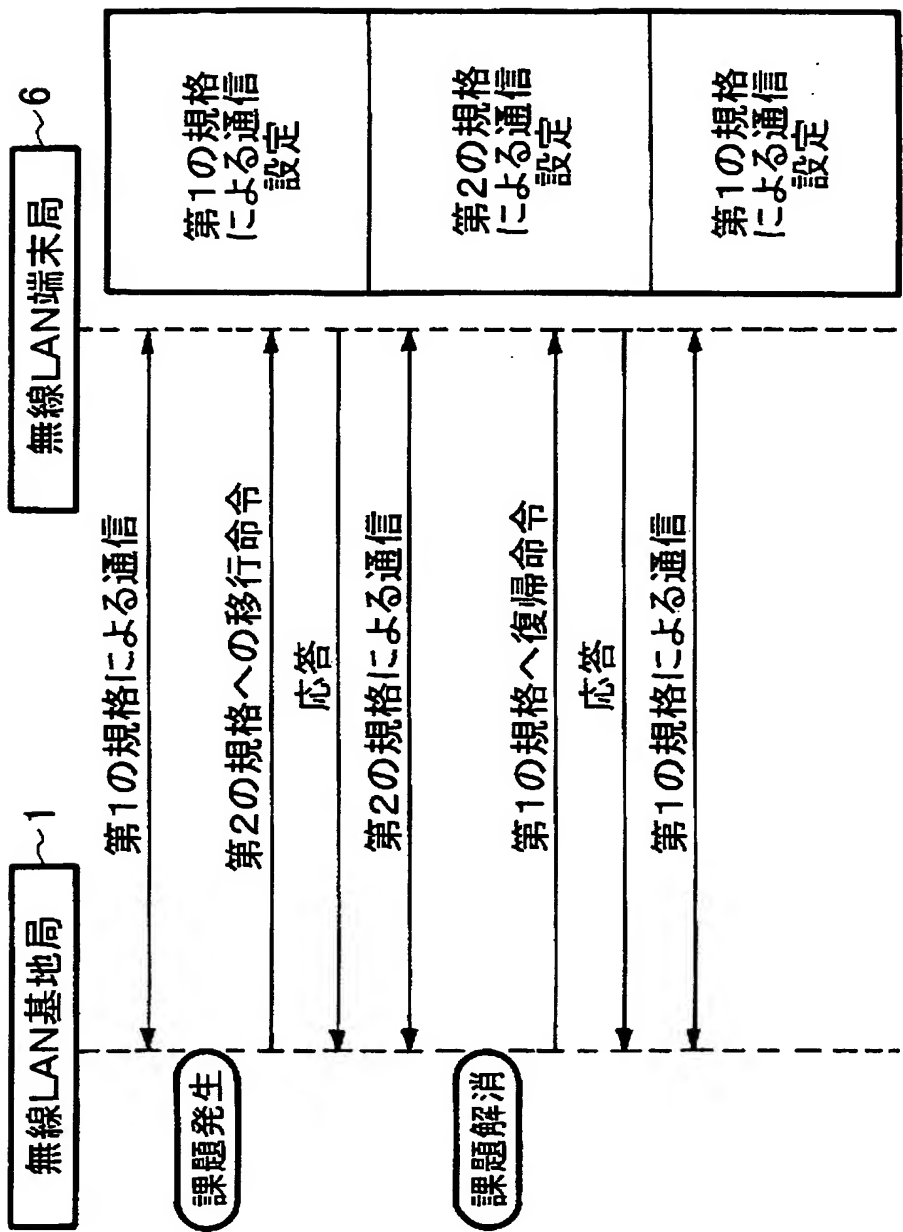 無線LAN基地局
1
無線LAN端末局
6
第1の規格による通信
課題発生
第2の規格への移行命令
応答
第2の規格による通信
課題解消
第1の規格へ復帰命令
応答
第1の規格による通信
第1の規格
による通信
設定
第2の規格
による通信
設定
第1の規格
による通信
設定